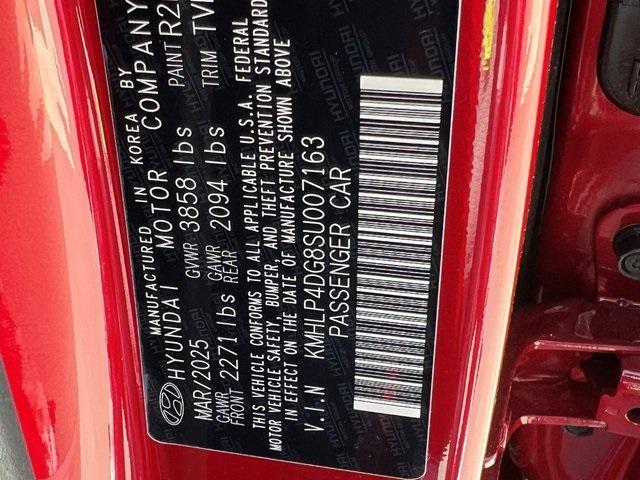 MANUFACTURED IN KOREA BY
HYUNDAI MOTOR COMPANY
MAR/2025 GVWR 3858 lbs PAINT R2
GAWR FRONT 2271 lbs GAWR REAR 2094 lbs TRIM
THIS VEHICLE CONFORMS TO ALL APPLICABLE U.S.A. FEDERAL
MOTOR VEHICLE SAFETY, BUMPER, AND THEFT PREVENTION STANDARD
IN EFFECT ON THE DATE OF MANUFACTURE SHOWN ABOVE
V.I.N KMHLP4DG8SU007163
PASSENGER CAR